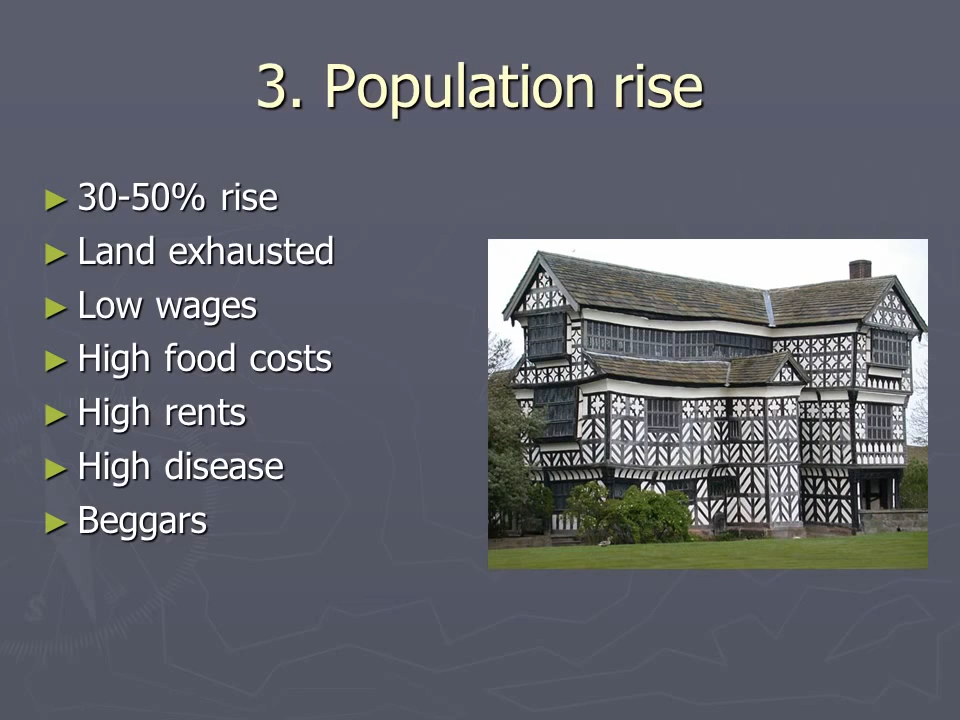 3. Population rise
► 30-50% rise
► Land exhausted
► Low wages
► High food costs
► High rents
► High disease
► Beggars